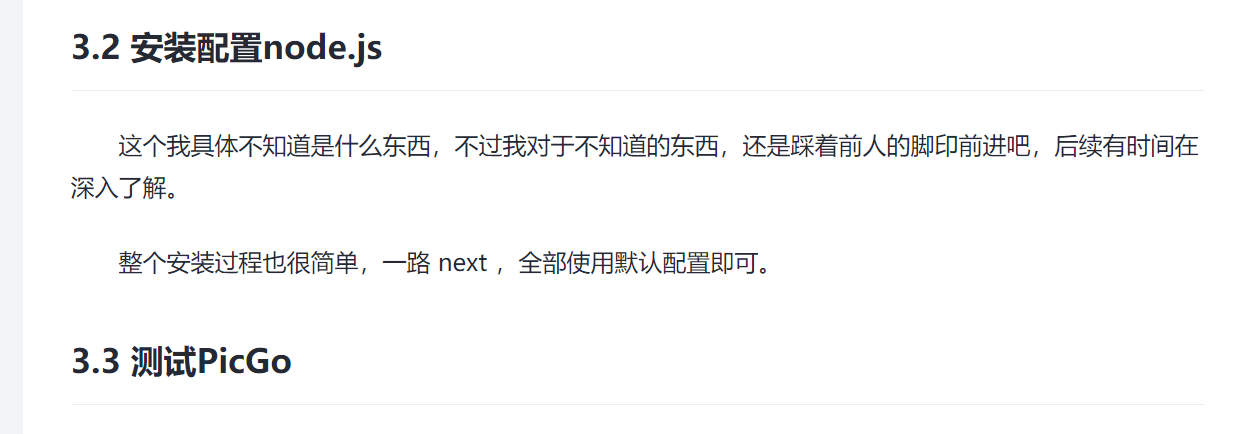 3.2 安装配置node.js
这个我具体不知道是什么东西，不过我对于不知道的东西，还是踩着前人的脚印前进吧，后续有时间在
深入了解。
整个安装过程也很简单，一路 next ，全部使用默认配置即可。
3.3 测试PicGo